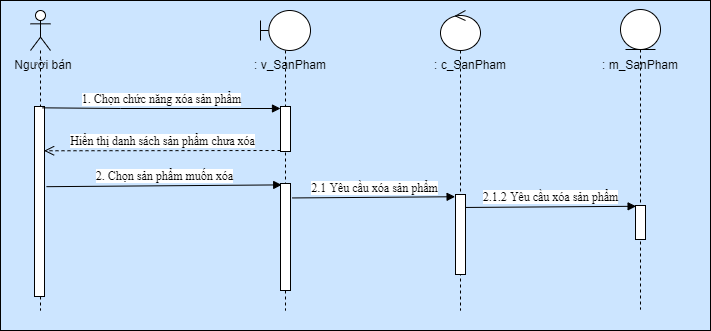 Người bán
: v_SanPham
: c_SanPham
: m_SanPham
1. Chọn chức năng xóa sản phẩm
Hiển thị danh sách sản phẩm chưa xóa
2. Chọn sản phẩm muốn xóa
2.1 Yêu cầu xóa sản phẩm
2.1.2 Yêu cầu xóa sản phẩm